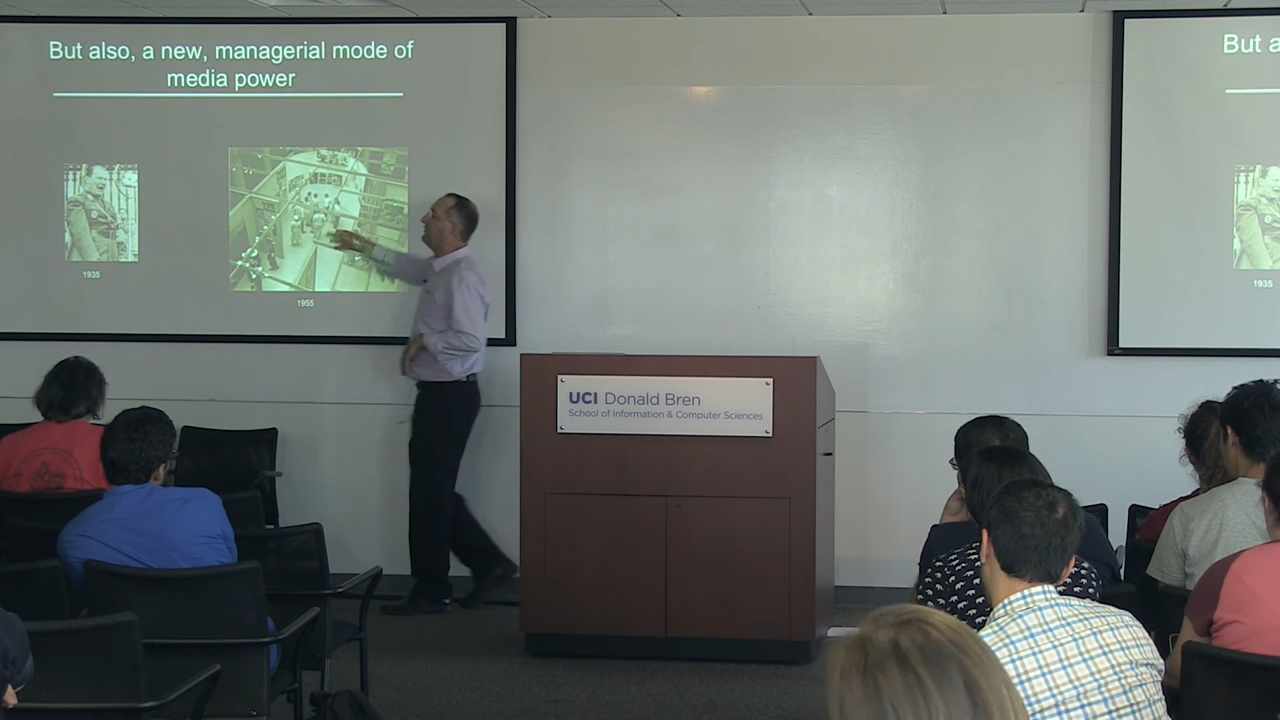 But also, a new, managerial mode of
media power
1935
1955
UCI Donald Bren
School of Information & Computer Sciences
But a
1935